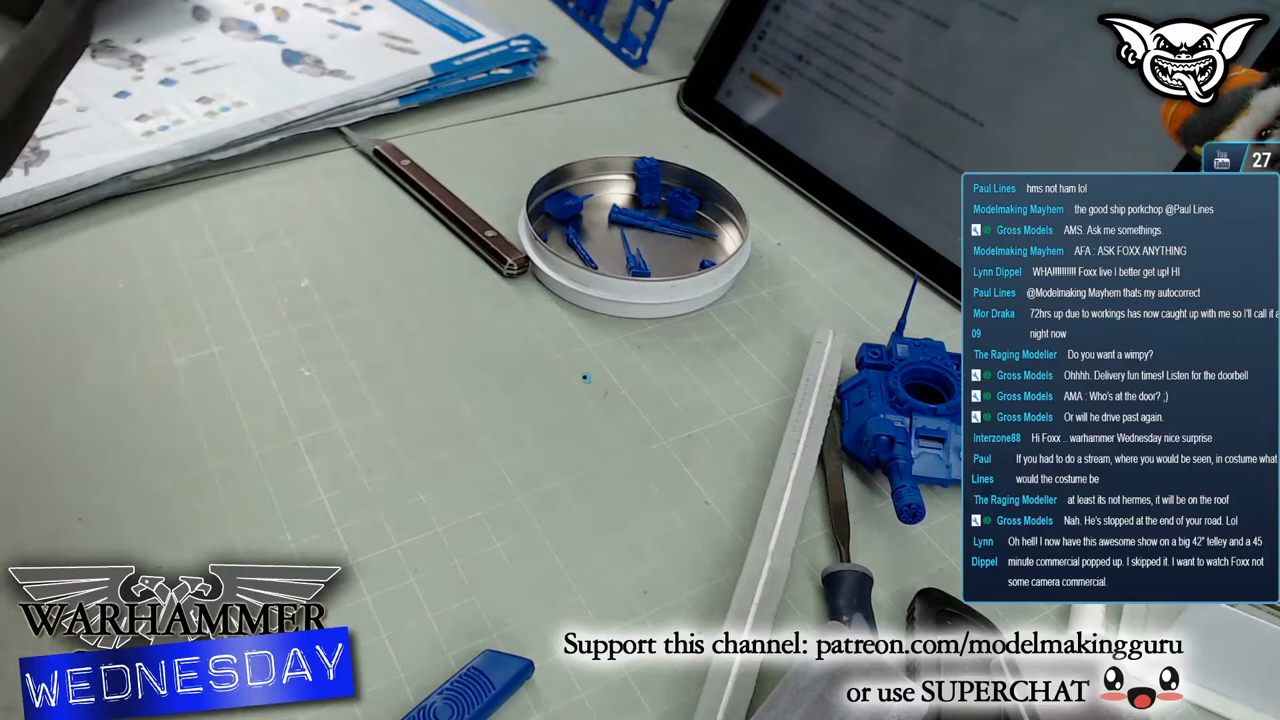 You
Tube
27
Paul Lines hms not ham lol
Modelmaking Mayhem the good ship porkchop @Paul Lines
Gross Models AMS. Ask me somethings.
Modelmaking Mayhem AFA : ASK FOXX ANYTHING
Lynn Dippel WHA!!!!!!!!!! Foxx live I better get up! HI
Paul Lines @Modelmaking Mayhem thats my autocorrect
Mor Draka 72hrs up due to workings has now caught up with me so I'll call it a
09 night now
The Raging Modeller Do you want a wimpy?
Gross Models Ohhhh. Delivery fun times! Listen for the doorbell
Gross Models AMA : Who's at the door? ;)
Gross Models Or will he drive past again.
Interzone88 Hi Foxx .. warhammer Wednesday nice surprise
Paul If you had to do a stream, where you would be seen, in costume what
Lines would the costume be
The Raging Modeller at least its not hermes, it will be on the roof
Gross Models Nah. He's stopped at the end of your road. Lol
Lynn Oh hell! I now have this awesome show on a big 42" telley and a 45
Dippel minute commercial popped up. I skipped it. I want to watch Foxx not
some camera commercial.
WARHAMMER
WEDNESDAY
Support this channel: patreon.com/modelmakingguru
or use SUPERCHAT